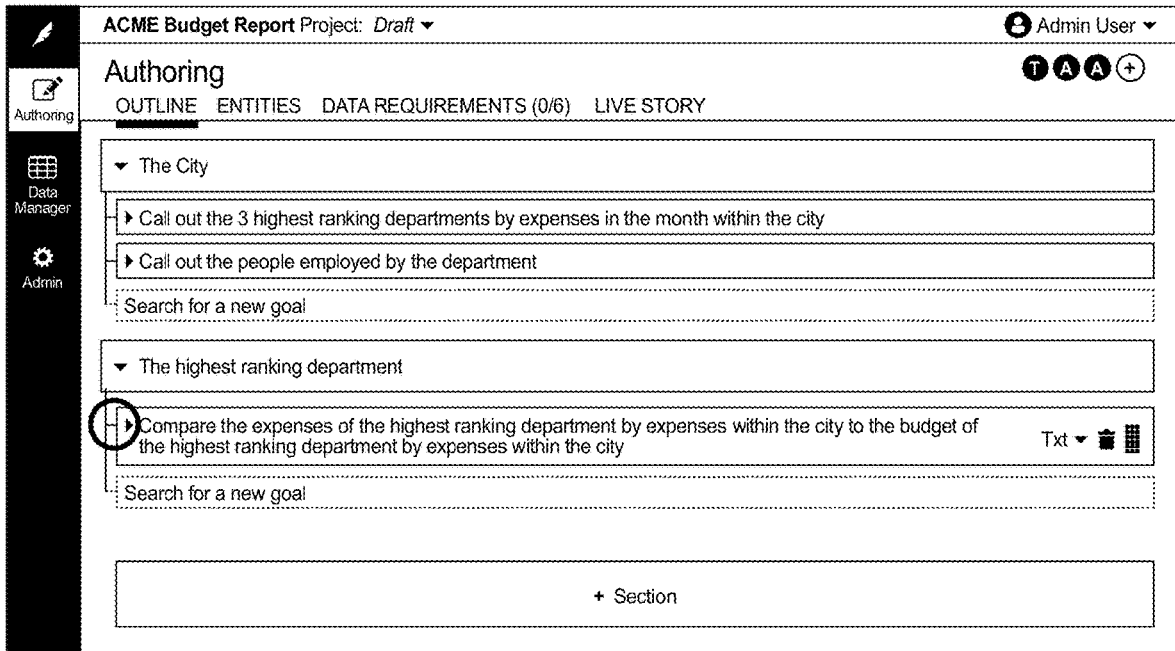 ACME Budget Report Project: Draft
Admin User
Authoring
T A A +
OUTLINE ENTITIES DATA REQUIREMENTS (0/6) LIVE STORY
Authoring
Data
Manager
Admin
The City
Call out the 3 highest ranking departments by expenses in the month within the city
Call out the people employed by the department
Search for a new goal
The highest ranking department
Compare the expenses of the highest ranking department by expenses within the city to the budget of
the highest ranking department by expenses within the city
Txt
Search for a new goal
+ Section